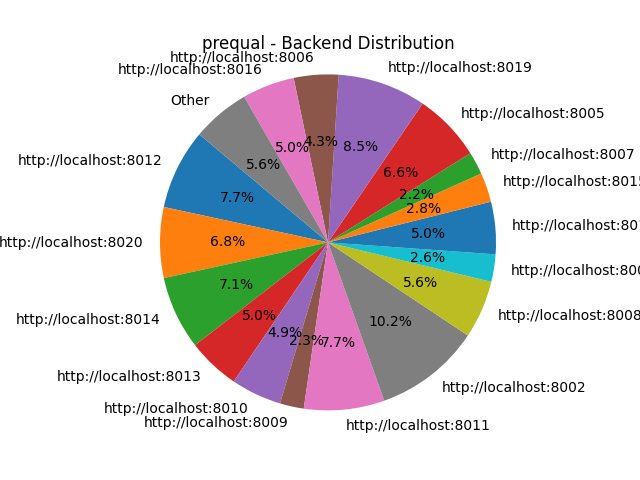 prequal - Backend Distribution
http://localhost:8006
http://localhost:8016
http://localhost:8019
Other
http://localhost:8005
http://localhost:8012
http://localhost:8007
http://localhost:8015
http://localhost:8020
http://localhost:8014
http://localhost:8008
http://localhost:8013
http://localhost:8002
http://localhost:8010
http://localhost:8009
http://localhost:8011
4.3%
5.0%
8.5%
5.6%
6.6%
7.7%
2.2%
2.8%
6.8%
5.0%
2.6%
7.1%
5.6%
5.0%
10.2%
4.9%
2.3%
7.7%